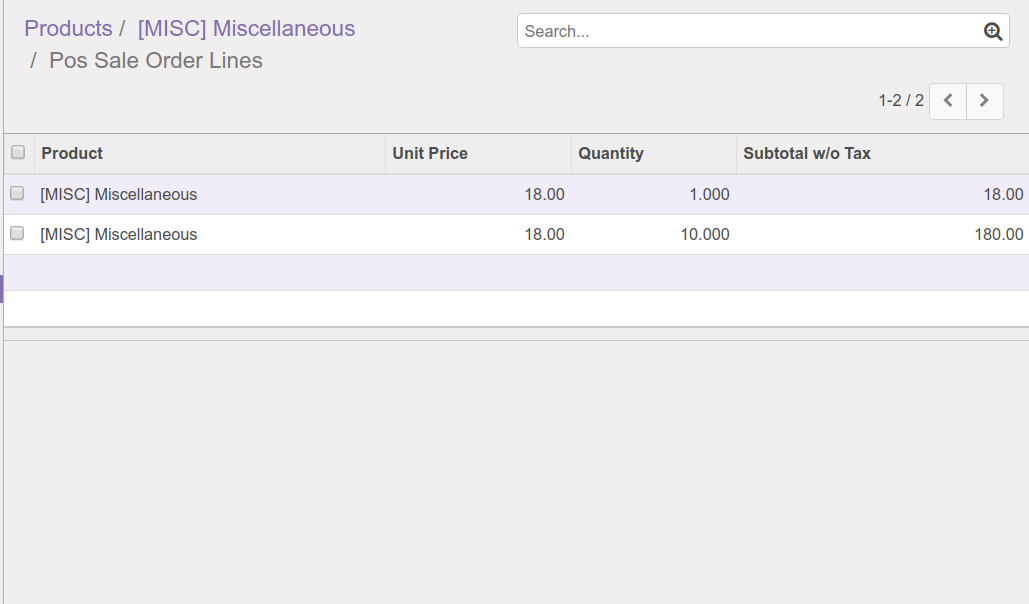 Products / [MISC] Miscellaneous
/ Pos Sale Order Lines
Search...
1-2 / 2
Product Unit Price Quantity Subtotal w/o Tax
[MISC] Miscellaneous 18.00 1.000 18.00
[MISC] Miscellaneous 18.00 10.000 180.00